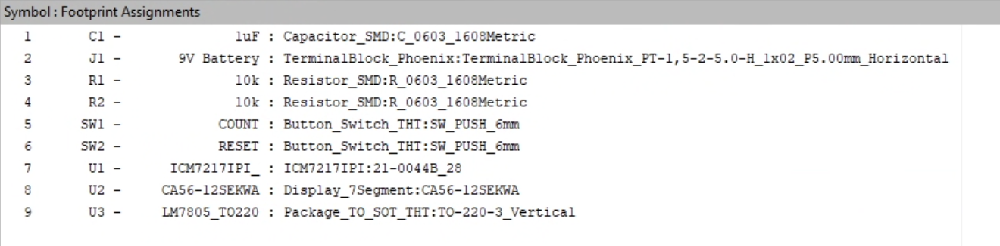 Symbol : Footprint Assignments
1 C1 - 1uF : Capacitor_SMD:C_0603_1608Metric
2 J1 - 9V Battery : TerminalBlock_Phoenix:TerminalBlock_Phoenix_PT-1,5-2-5.0-H_1x02_P5.00mm_Horizontal
3 R1 - 10k : Resistor_SMD:R_0603_1608Metric
4 R2 - 10k : Resistor_SMD:R_0603_1608Metric
5 SW1 - COUNT : Button_Switch_THT:SW_PUSH_6mm
6 SW2 - RESET : Button_Switch_THT:SW_PUSH_6mm
7 U1 - ICM7217IPI_ : ICM7217IPI:21-0044B_28
8 U2 - CA56-12SEKWA : Display_7Segment:CA56-12SEKWA
9 U3 - LM7805_TO220 : Package_TO_SOT_THT:TO-220-3_Vertical